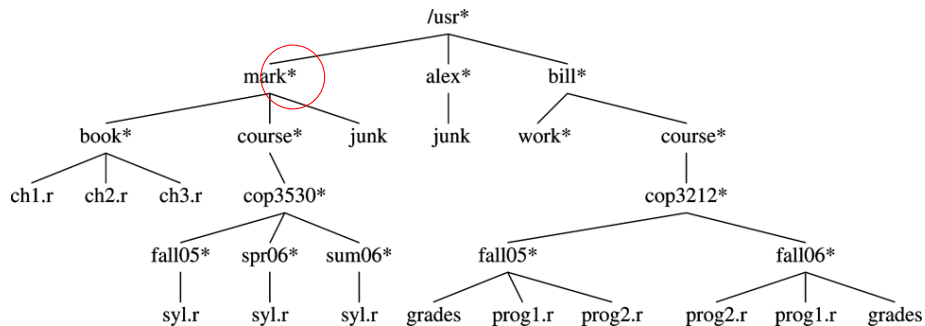 /usr*
mark* alex* bill*
book* course* junk junk work* course*
ch1.r ch2.r ch3.r cop3530* cop3212*
fall05* spr06* sum06* fall05* fall06*
syl.r syl.r syl.r grades prog1.r prog2.r prog2.r prog1.r grades